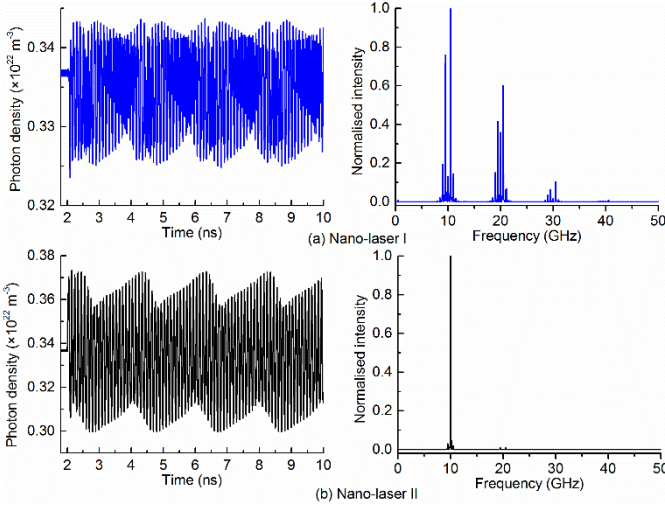 Photon density (×10²² m⁻³)
0.34
0.33
0.32
2 3 4 5 6 7 8 9 10
Time (ns)
Normalised intensity
1.0
0.8
0.6
0.4
0.2
0.0
0 10 20 30 40 50
Frequency (GHz)
(a) Nano-laser I
Photon density (×10²² m⁻³)
0.38
0.36
0.34
0.32
0.30
2 3 4 5 6 7 8 9 10
Time (ns)
Normalised intensity
1.0
0.8
0.6
0.4
0.2
0.0
0 10 20 30 40 50
Frequency (GHz)
(b) Nano-laser II